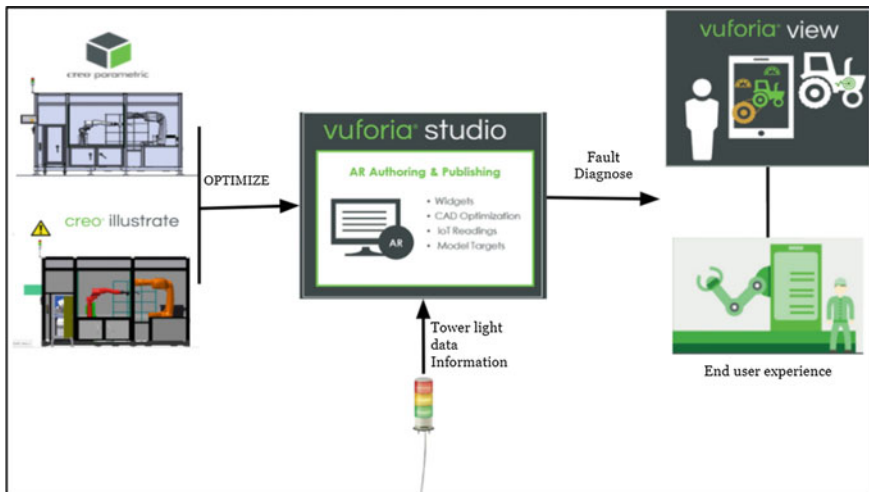 creo parametric
OPTIMIZE
creo illustrate
vuforia studio
AR Authoring & Publishing
• Widgets
• CAD Optimization
• IoT Readings
• Model Targets
AR
Tower light
data
Information
Fault
Diagnose
vuforia view
End user experience